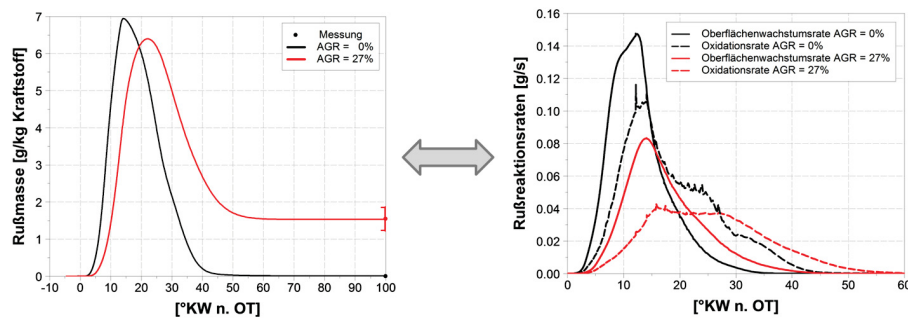 Rußmasse [g/kg Kraftstoff]
7
6
5
4
3
2
1
0
-10 0 10 20 30 40 50 60 70 80 90 100
[°KW n. OT]
Messung
AGR = 0%
AGR = 27%
Rußreaktionsraten [g/s]
0.16
0.14
0.12
0.10
0.08
0.06
0.04
0.02
0.00
0 10 20 30 40 50 60
[°KW n. OT]
Oberflächenwachstumsrate AGR = 0%
Oxidationsrate AGR = 0%
Oberflächenwachstumsrate AGR = 27%
Oxidationsrate AGR = 27%